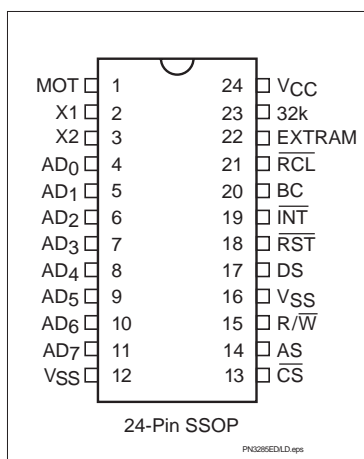 MOT 1 24 VCC
X1 2 23 32k
X2 3 22 EXTRAM
AD0 4 21 RCL
AD1 5 20 BC
AD2 6 19 INT
AD3 7 18 RST
AD4 8 17 DS
AD5 9 16 VSS
AD6 10 15 R/W
AD7 11 14 AS
VSS 12 13 CS
24-Pin SSOP
PN3285ED/LD.eps